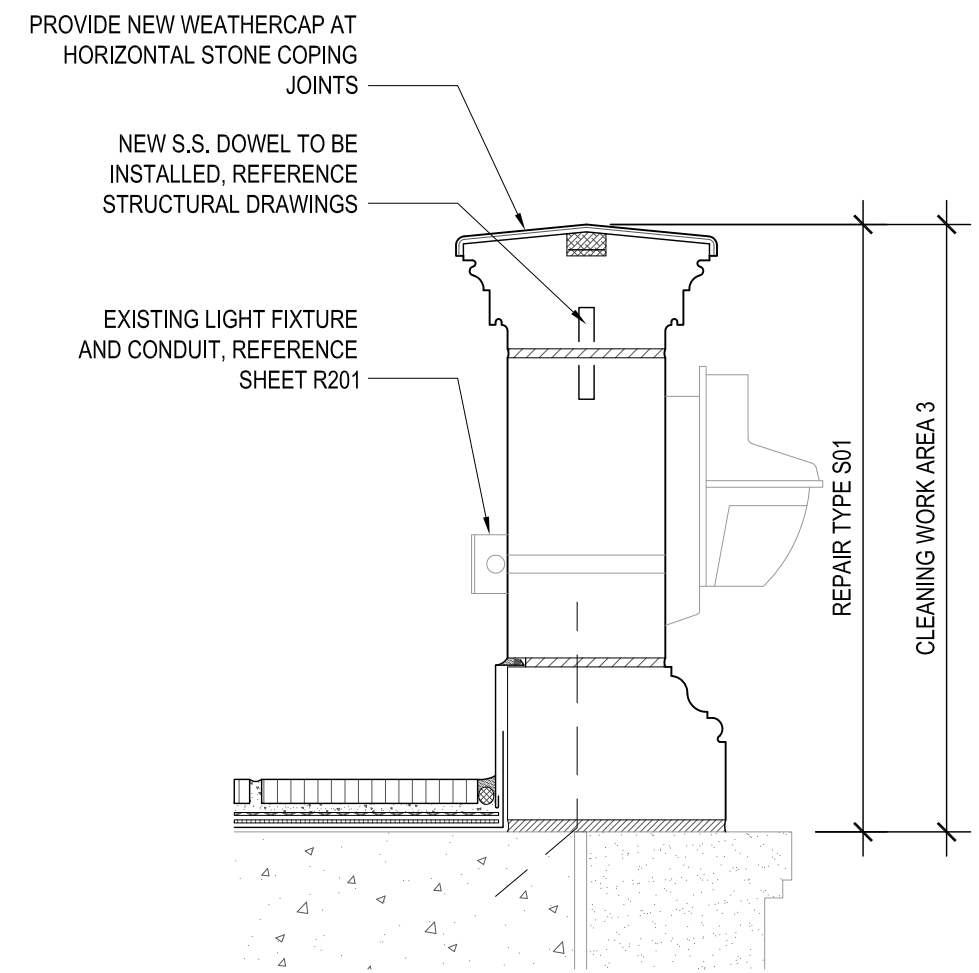 PROVIDE NEW WEATHERCAP AT
HORIZONTAL STONE COPING
JOINTS
NEW S.S. DOWEL TO BE
INSTALLED, REFERENCE
STRUCTURAL DRAWINGS
EXISTING LIGHT FIXTURE
AND CONDUIT, REFERENCE
SHEET R201
REPAIR TYPE S01
CLEANING WORK AREA 3